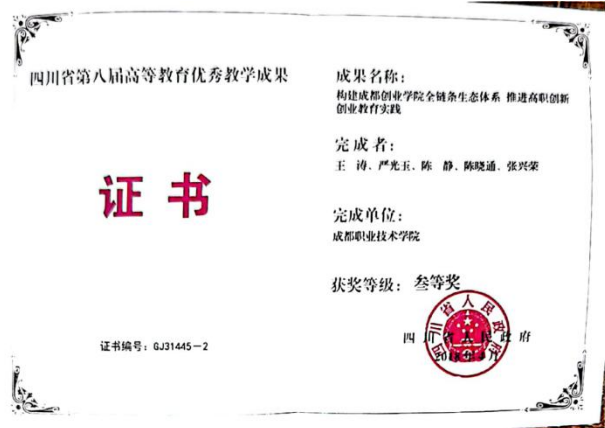 四川省第八届高等教育优秀教学成果
证书
证书编号：GJ31445-2
成果名称：
构建成都创业学院全链条生态体系 推进高职创新
创业教育实践
完成者：
王 涛、严光玉、陈 静、陈晓通、张兴荣
完成单位：
成都职业技术学院
获奖等级：叁等奖
四川省人民政府